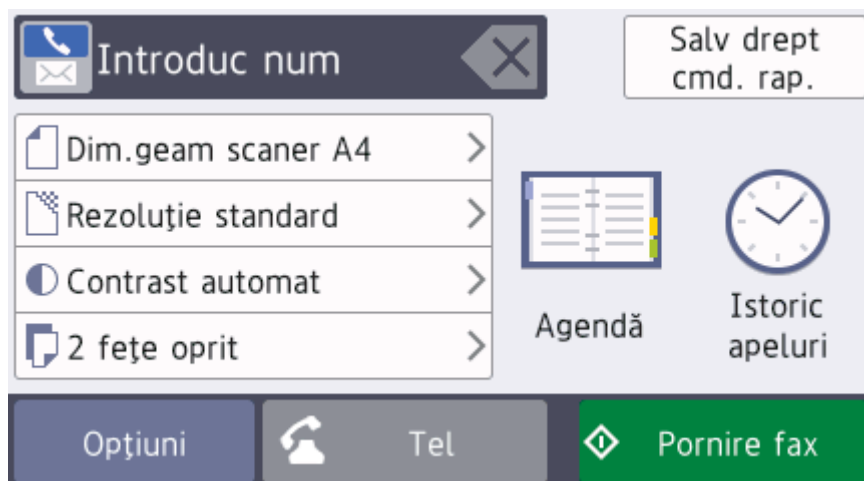 Introduc num
Salv drept
cmd. rap.
Dim.geam scaner A4
Rezoluţie standard
Contrast automat
2 feţe oprit
Agendă
Istoric
apeluri
Opţiuni
Tel
Pornire fax